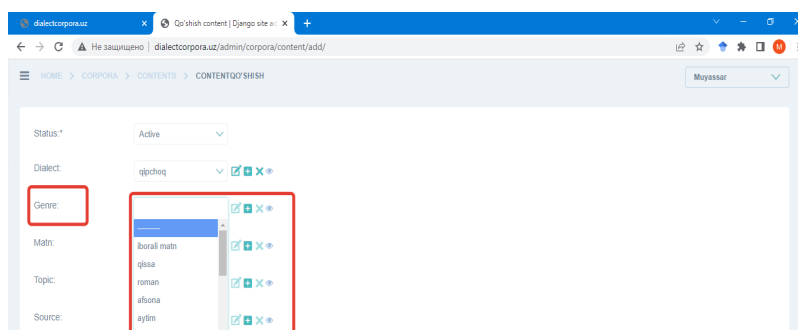 dialectcorpora.uz
Qo'shish content | Django site ad
Не защищено | dialectcorpora.uz/admin/corpora/content/add/
M
HOME > CORPORA > CONTENTS > CONTENTQO'SHISH
Muyassar
Status:*
Active
Dialect:
qipchoq
Genre:
---------
Matn:
iborali matn
qissa
Topic:
roman
afsona
Source:
aytim